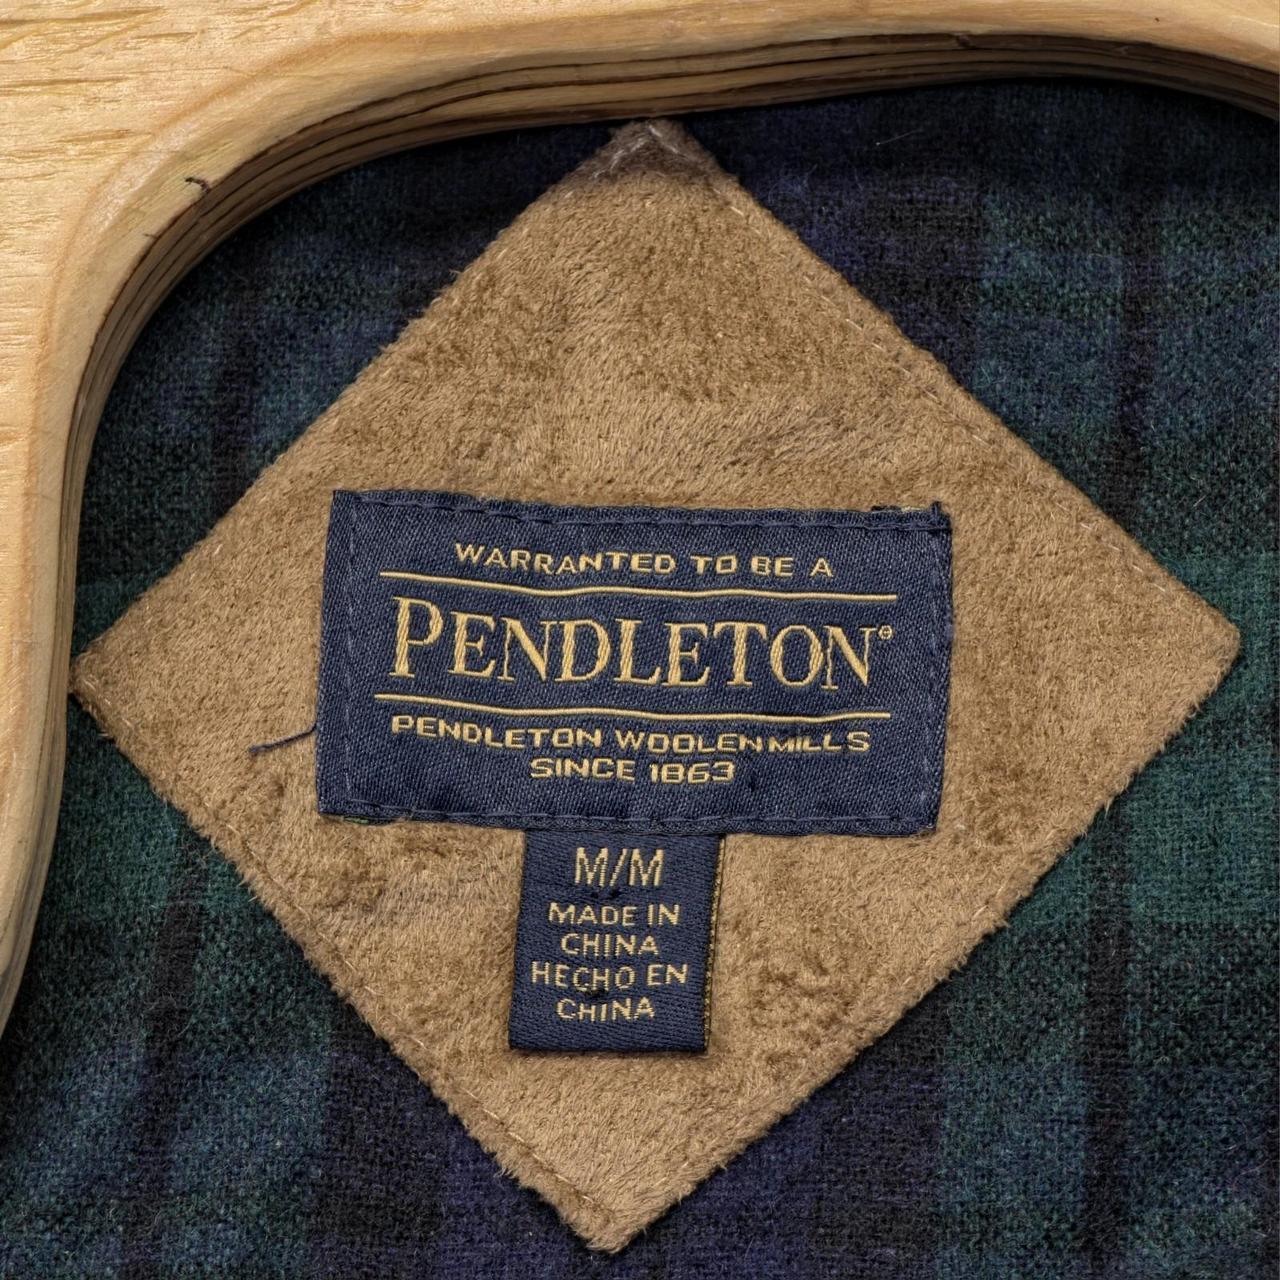 WARRANTED TO BE A
PENDLETON®
PENDLETON WOOLEN MILLS
SINCE 1863
M/M
MADE IN
CHINA
HECHO EN
CHINA